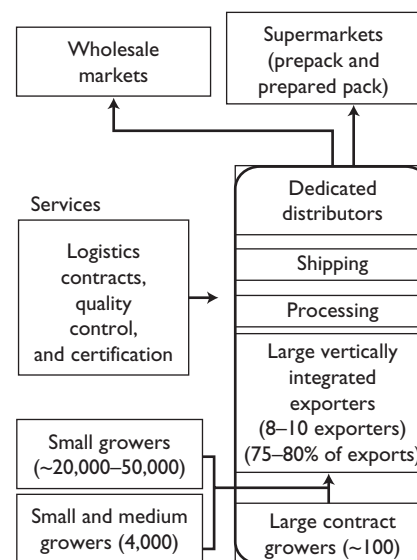 Wholesale
markets
Supermarkets
(prepack and
prepared pack)
Dedicated
distributors
Services
Logistics
contracts,
quality
control,
and certification
Shipping
Processing
Large vertically
integrated
exporters
(8–10 exporters)
(75–80% of exports)
Small growers
(~20,000–50,000)
Small and medium
growers (4,000)
Large contract
growers (~100)